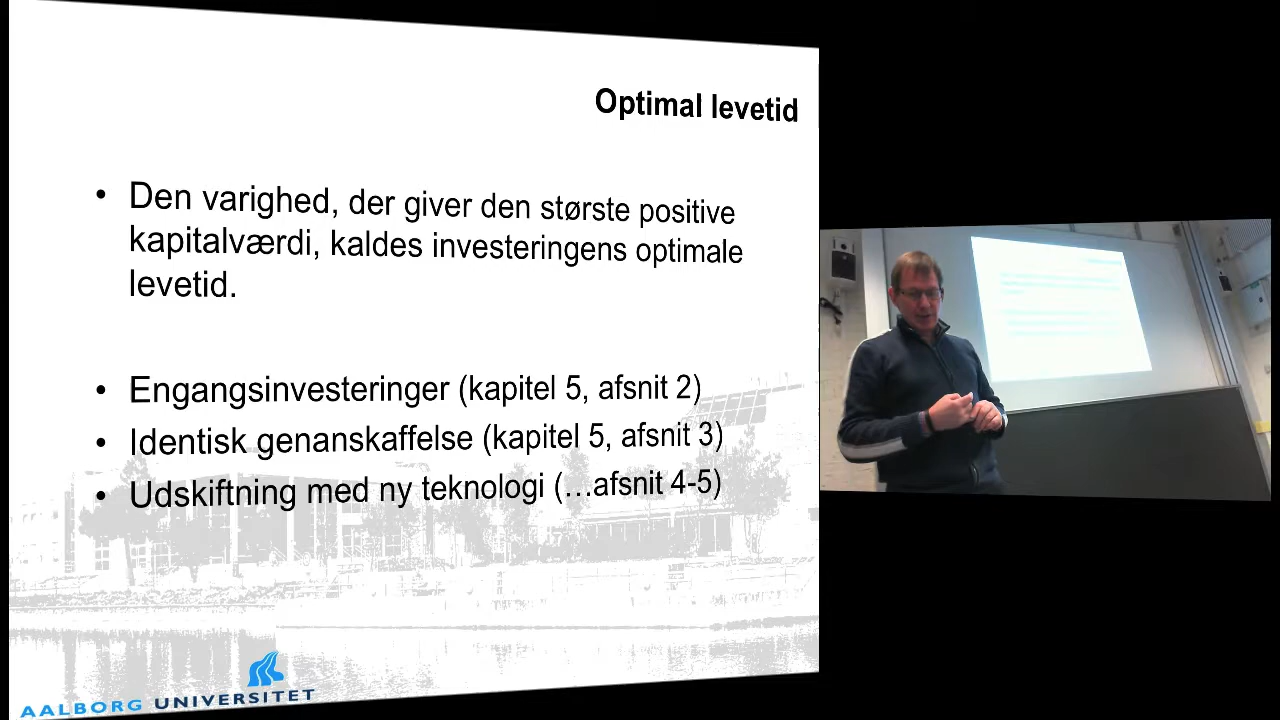 Optimal levetid
• Den varighed, der giver den største positive
kapitalværdi, kaldes investeringens optimale
levetid.
• Engangsinvesteringer (kapitel 5, afsnit 2)
• Identisk genanskaffelse (kapitel 5, afsnit 3)
• Udskiftning med ny teknologi (…afsnit 4-5)
AALBORG UNIVERSITET